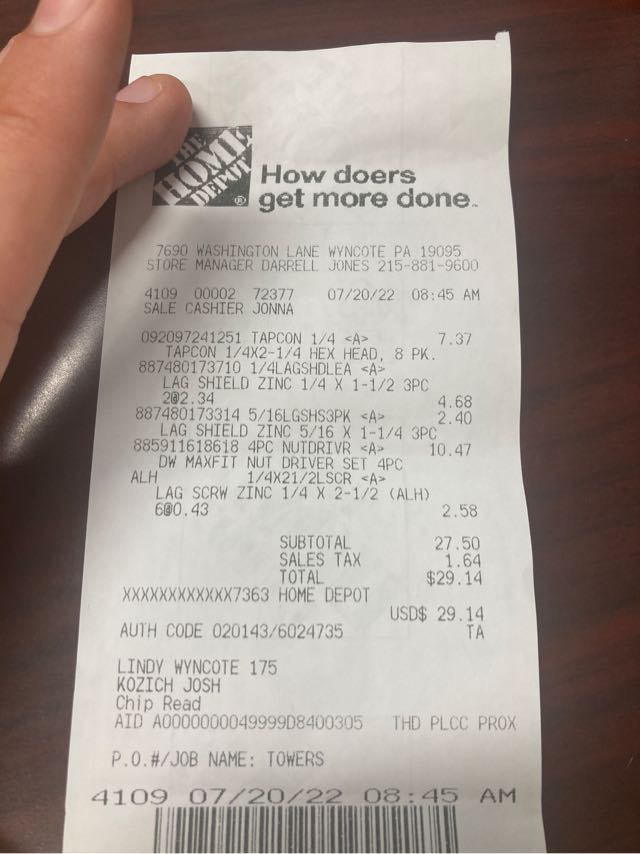 THE
HOME
DEPOT
®
How doers
get more done.™
7690 WASHINGTON LANE WYNCOTE PA 19095
STORE MANAGER DARRELL JONES 215-881-9600
4109 00002 72377 07/20/22 08:45 AM
SALE CASHIER JONNA
092097241251 TAPCON 1/4 <A> 7.37
TAPCON 1/4X2-1/4 HEX HEAD, 8 PK.
887480173710 1/4LAGSHDLEA <A>
LAG SHIELD ZINC 1/4 X 1-1/2 3PC
2@2.34 4.68
887480173314 5/16LGSHS3PK <A> 2.40
LAG SHIELD ZINC 5/16 X 1-1/4 3PC
885911618618 4PC NUTDRIVR <A> 10.47
DW MAXFIT NUT DRIVER SET 4PC
ALH 1/4X21/2LSCR <A>
LAG SCRW ZINC 1/4 X 2-1/2 (ALH)
6@0.43 2.58
SUBTOTAL 27.50
SALES TAX 1.64
TOTAL $29.14
XXXXXXXXXXXX7363 HOME DEPOT
USD$ 29.14
AUTH CODE 020143/6024735 TA
LINDY WYNCOTE 175
KOZICH JOSH
Chip Read
AID A0000000049999D8400305 THD PLCC PROX
P.O.#/JOB NAME: TOWERS
4109 07/20/22 08:45 AM